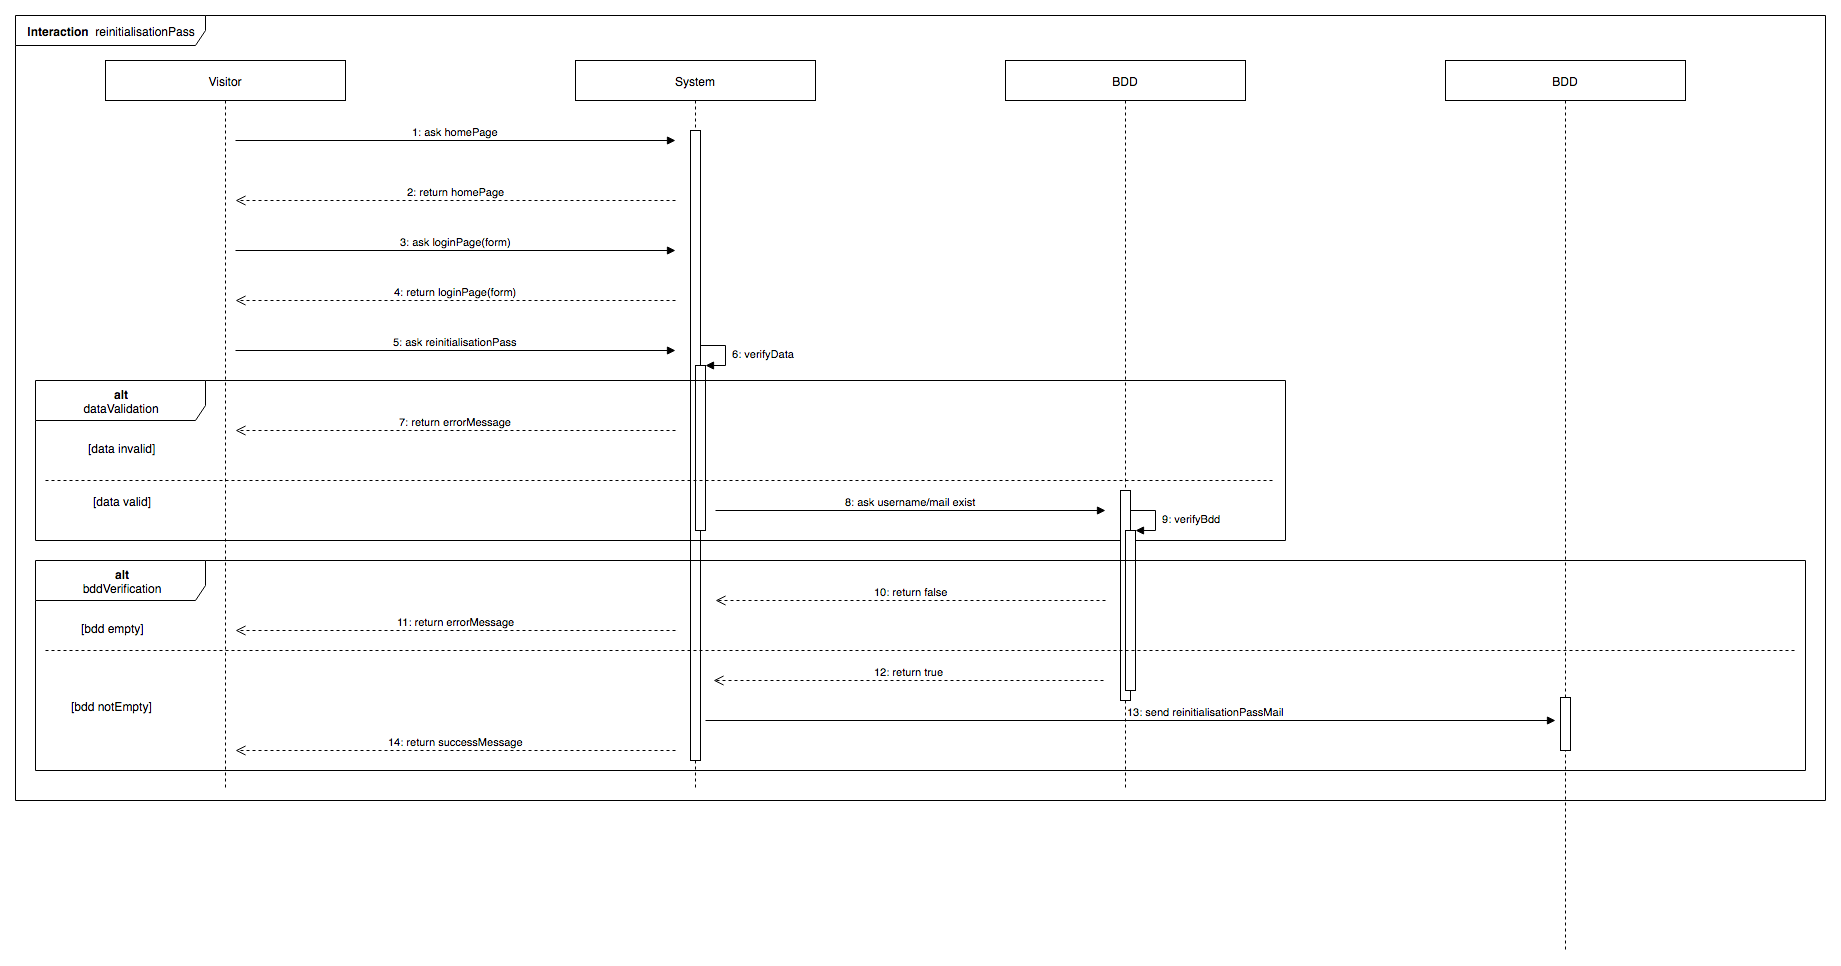 Interaction reinitialisationPass
Visitor
System
BDD
BDD
1: ask homePage
2: return homePage
3: ask loginPage(form)
4: return loginPage(form)
5: ask reinitialisationPass
6: verifyData
alt
dataValidation
7: return errorMessage
[data invalid]
[data valid]
8: ask username/mail exist
9: verifyBdd
alt
bddVerification
10: return false
11: return errorMessage
[bdd empty]
12: return true
[bdd notEmpty]
13: send reinitialisationPassMail
14: return successMessage